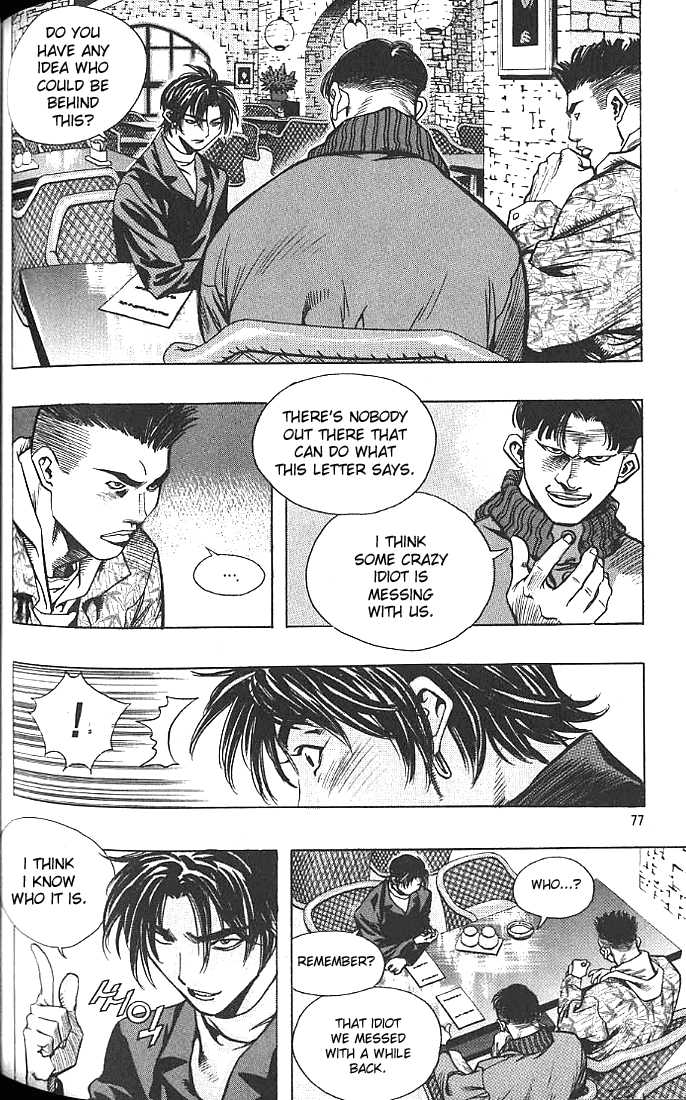 DO YOU
HAVE ANY
IDEA WHO
COULD BE
BEHIND
THIS?
THERE'S NOBODY
OUT THERE THAT
CAN DO WHAT
THIS LETTER SAYS.
I THINK
SOME CRAZY
IDIOT IS
MESSING
WITH US.
...
!
77
I THINK
I KNOW
WHO IT IS.
HHOI!
WHO...?
REMEMBER?
THAT IDIOT
WE MESSED
WITH A WHILE
BACK.